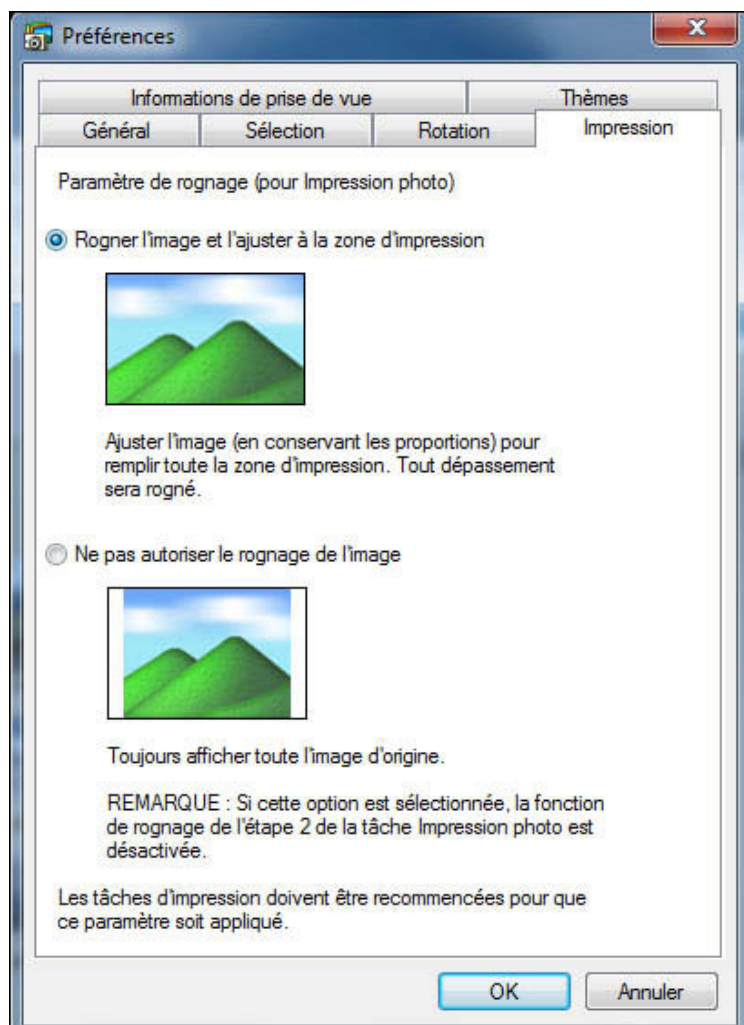 Préférences
Informations de prise de vue
Thèmes
Général
Sélection
Rotation
Impression
Paramètre de rognage (pour Impression photo)
Rogner l'image et l'ajuster à la zone d'impression
Ajuster l'image (en conservant les proportions) pour
remplir toute la zone d'impression. Tout dépassement
sera rogné.
Ne pas autoriser le rognage de l'image
Toujours afficher toute l'image d'origine.
REMARQUE : Si cette option est sélectionnée, la fonction
de rognage de l'étape 2 de la tâche Impression photo est
désactivée.
Les tâches d'impression doivent être recommencées pour que
ce paramètre soit appliqué.
OK
Annuler